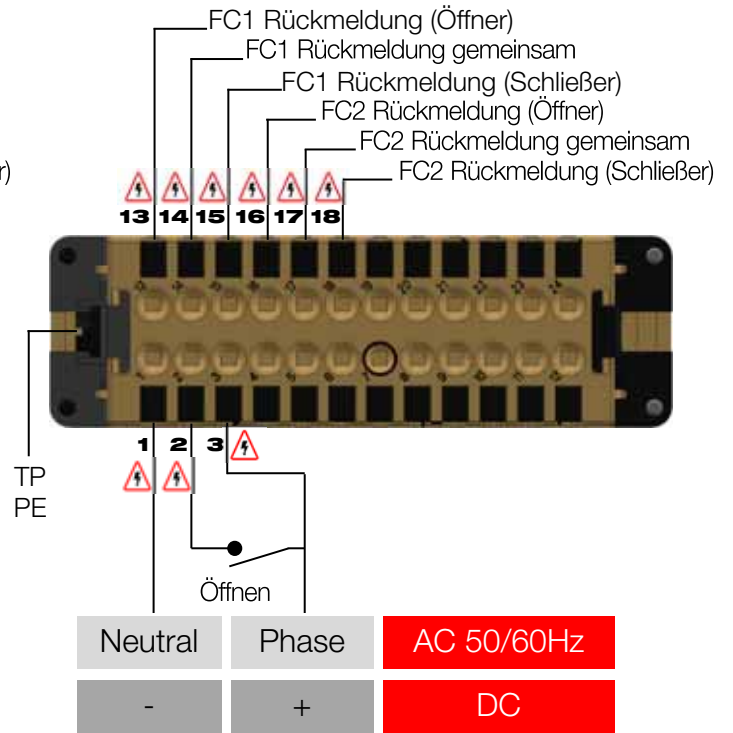 FC1 Rückmeldung (Öffner)
FC1 Rückmeldung gemeinsam
FC1 Rückmeldung (Schließer)
FC2 Rückmeldung (Öffner)
FC2 Rückmeldung gemeinsam
FC2 Rückmeldung (Schließer)
r)
13 14 15 16 17 18
1 2 3
TP
PE
Öffnen
Neutral Phase AC 50/60Hz
- + DC